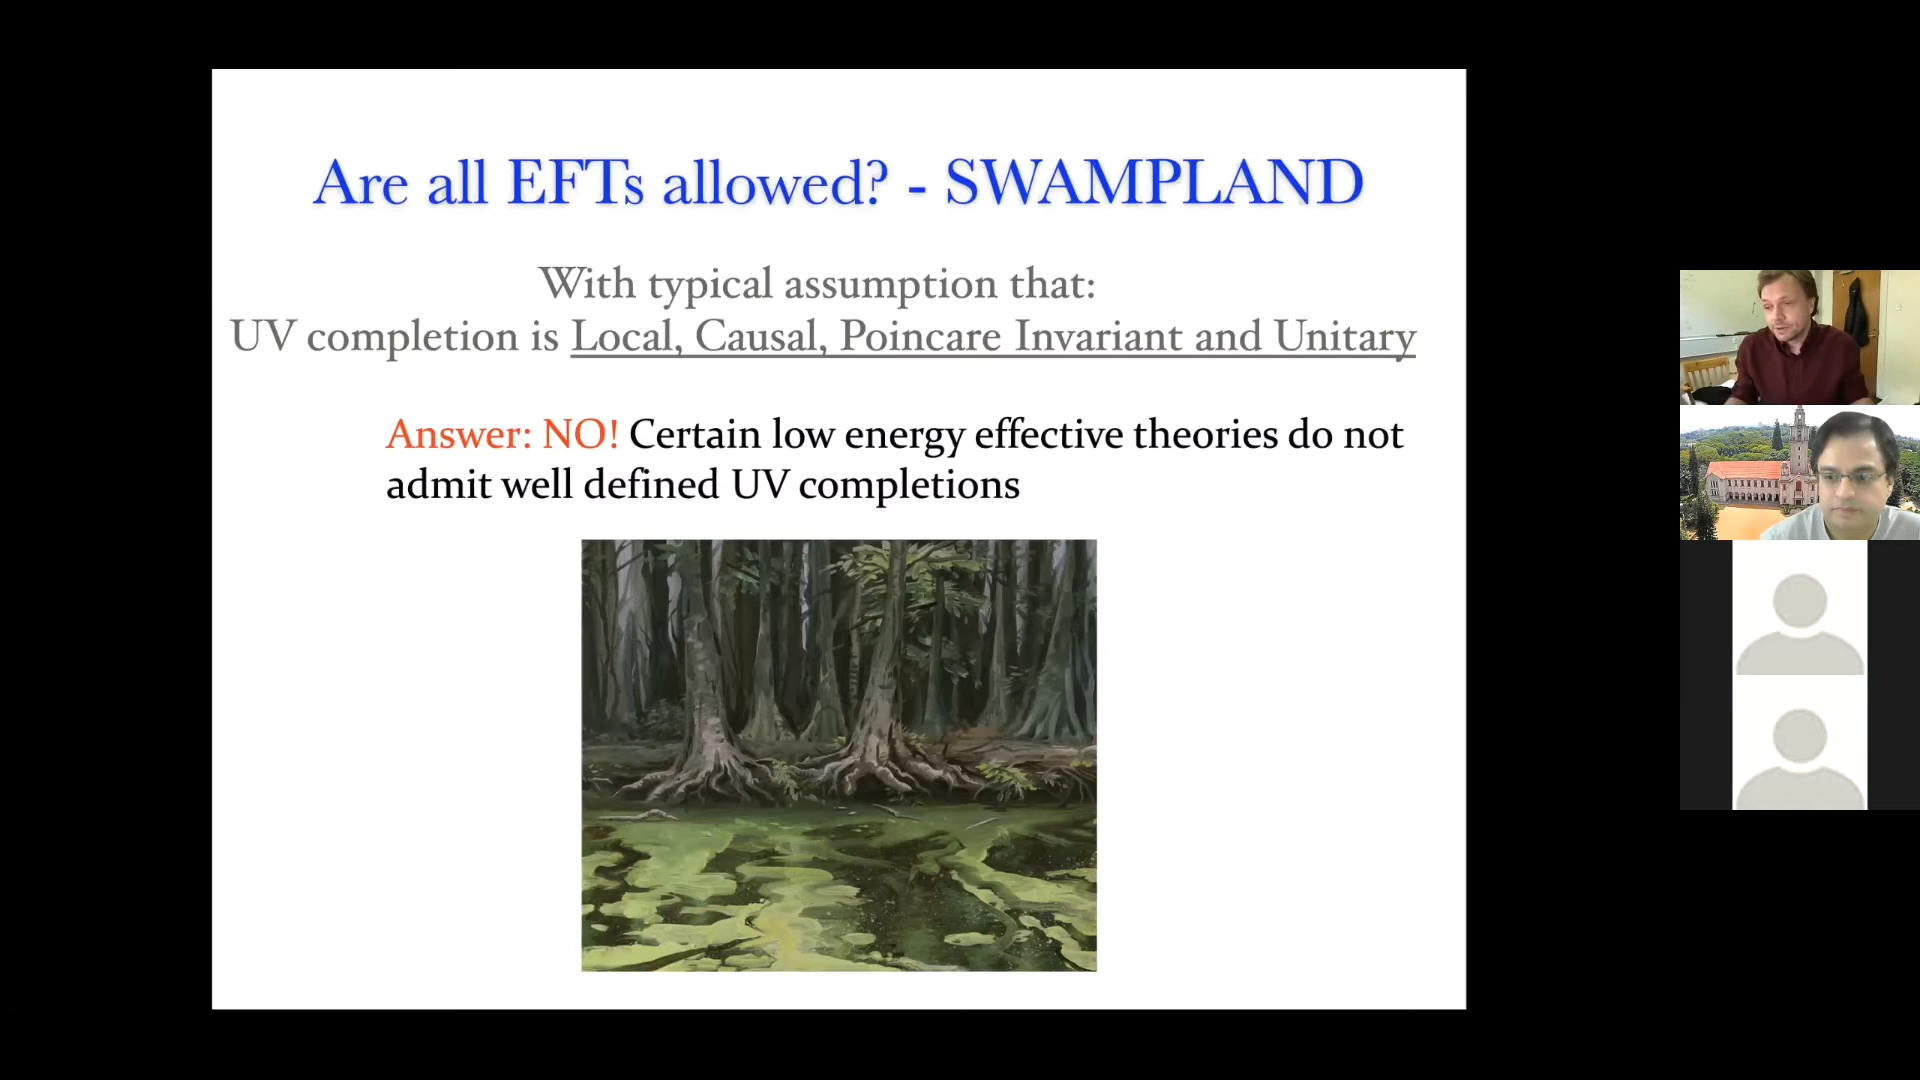 Are all EFTs allowed? - SWAMPLAND
With typical assumption that:
UV completion is Local, Causal, Poincare Invariant and Unitary
Answer: NO! Certain low energy effective theories do not
admit well defined UV completions